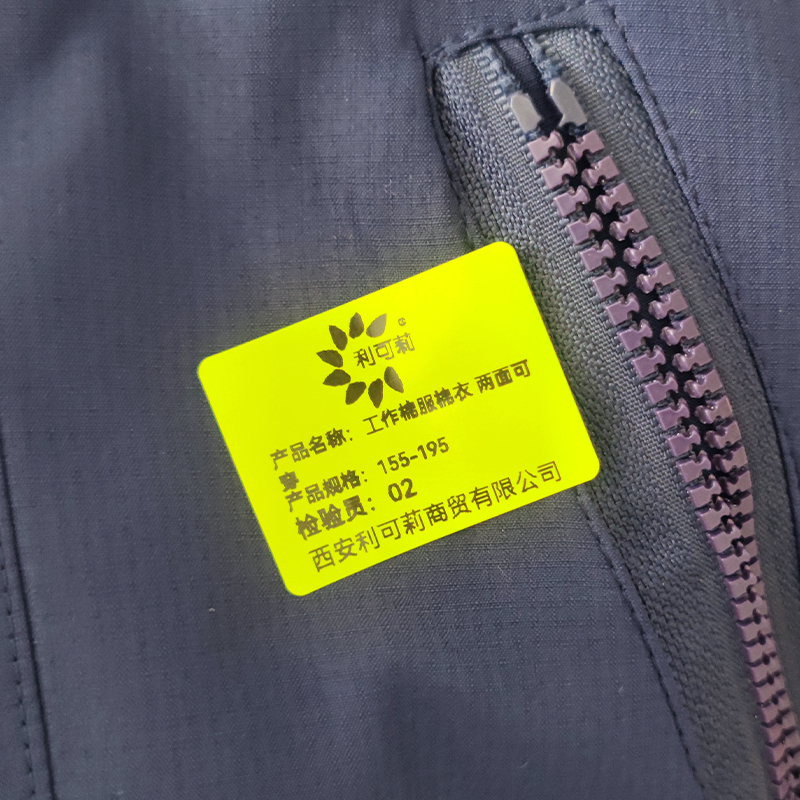 利可莉®
产品名称：工作棉服棉衣 两面可
穿
产品规格：155-195
检验员：02
西安利可莉商贸有限公司